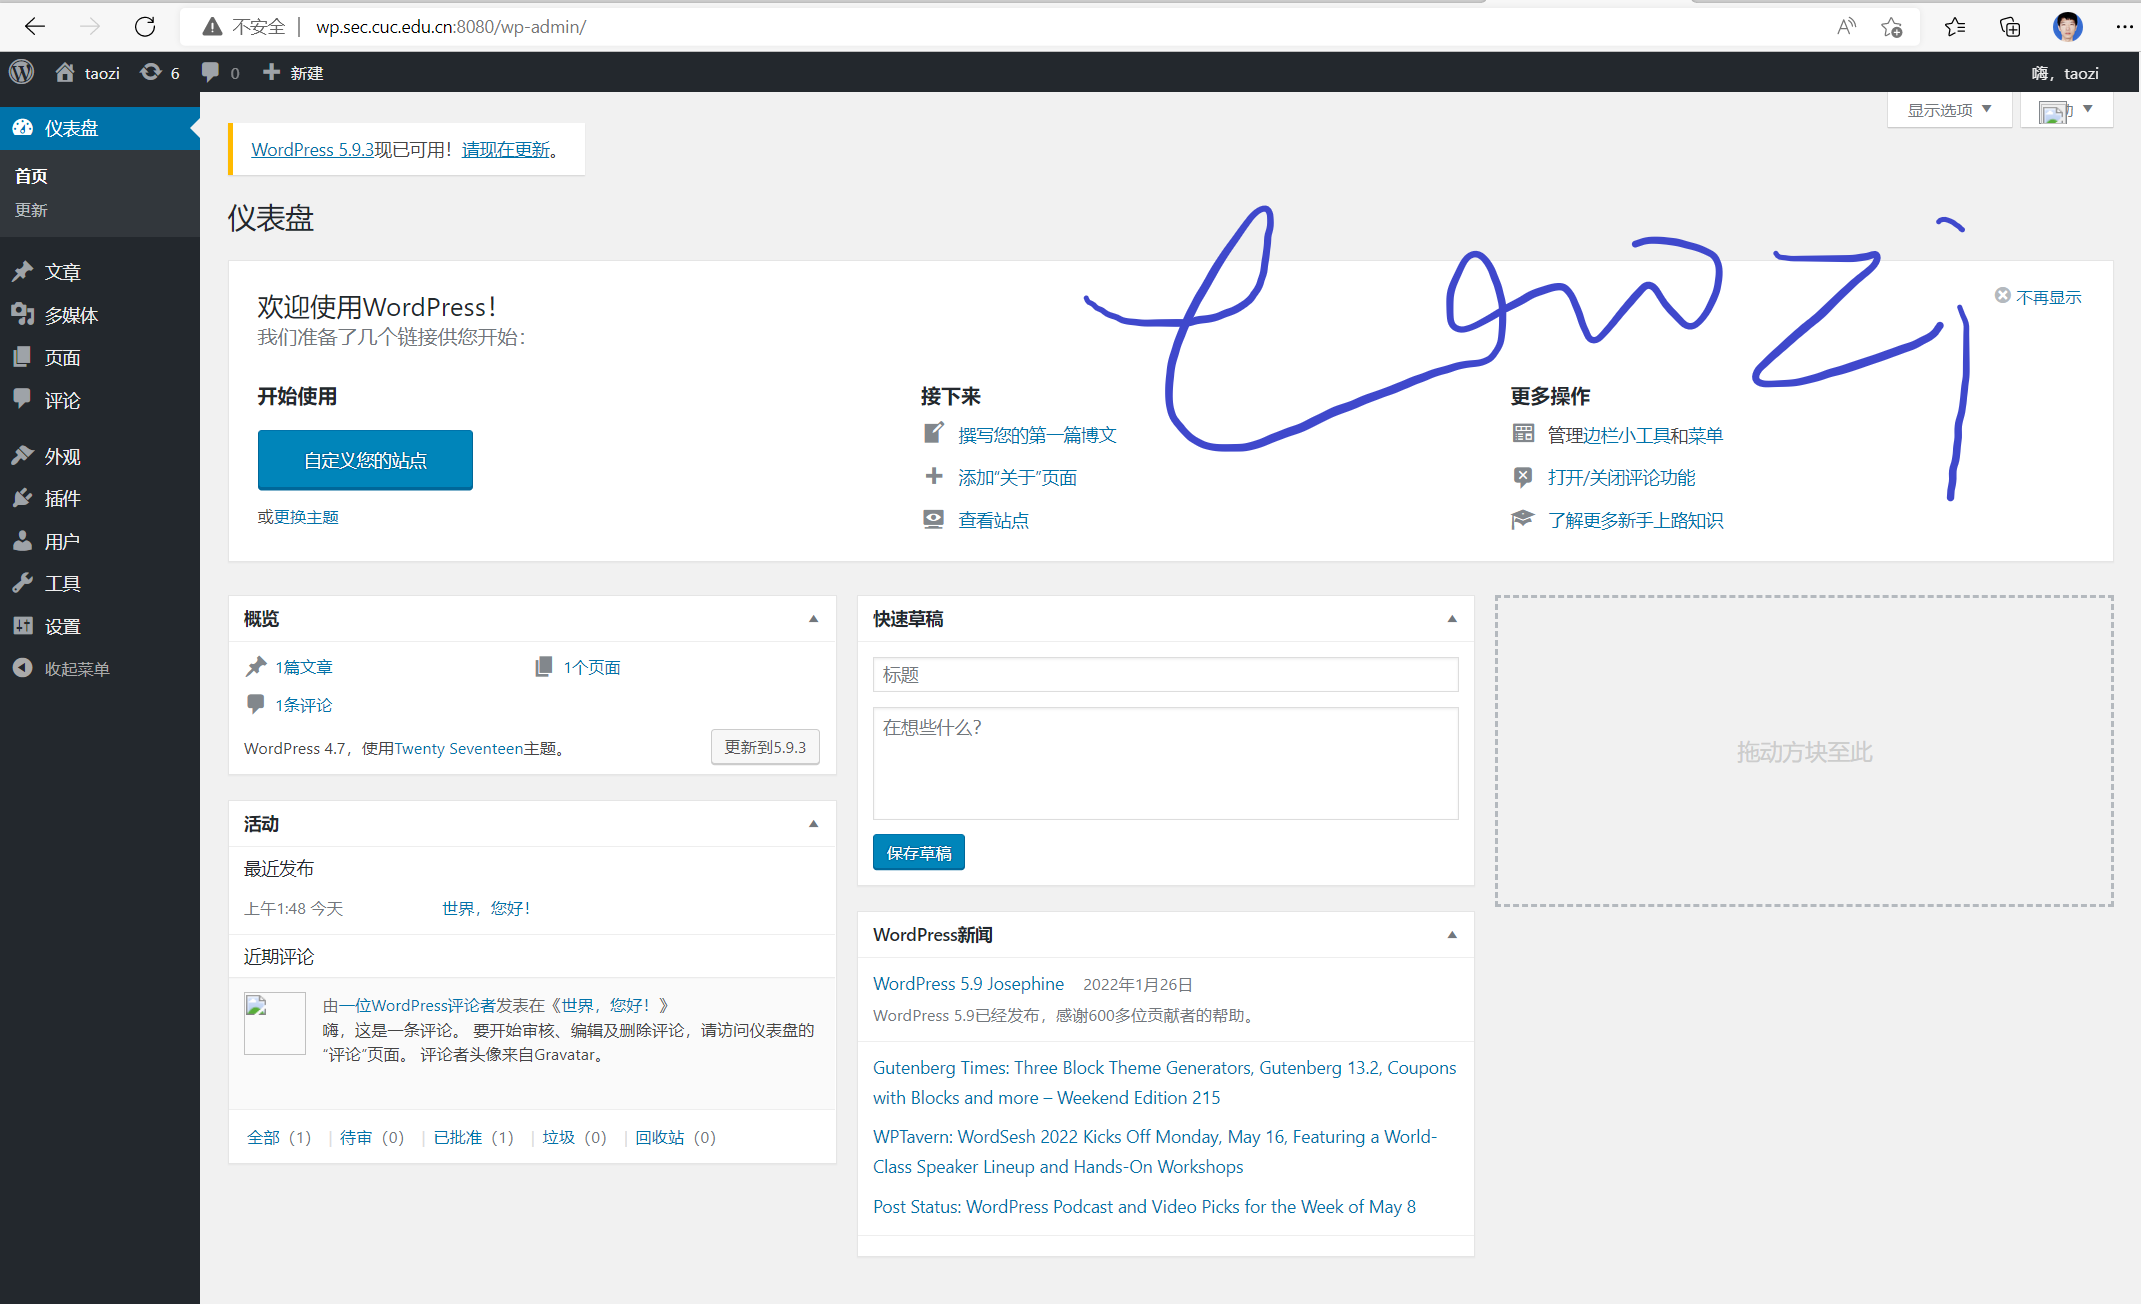 不安全 | wp.sec.cuc.edu.cn:8080/wp-admin/
taozi 6 0 新建 嗨，taozi
显示选项
仪表盘
首页
更新
文章
多媒体
页面
评论
外观
插件
用户
工具
设置
收起菜单
WordPress 5.9.3现已可用！请现在更新。
仪表盘
taozi
欢迎使用WordPress！
我们准备了几个链接供您开始：
不再显示
开始使用
自定义您的站点
或更换主题
接下来
撰写您的第一篇博文
添加“关于”页面
查看站点
更多操作
管理边栏小工具和菜单
打开/关闭评论功能
了解更多新手上路知识
概览
1篇文章 1个页面
1条评论
WordPress 4.7，使用Twenty Seventeen主题。 更新到5.9.3
活动
最近发布
上午1:48 今天 世界，您好！
近期评论
由一位WordPress评论者发表在《世界，您好！》
嗨，这是一条评论。 要开始审核、编辑及删除评论，请访问仪表盘的
“评论”页面。 评论者头像来自Gravatar。
全部（1） | 待审（0） | 已批准（1） | 垃圾（0） | 回收站（0）
快速草稿
标题
在想些什么？
保存草稿
WordPress新闻
WordPress 5.9 Josephine 2022年1月26日
WordPress 5.9已经发布，感谢600多位贡献者的帮助。
Gutenberg Times: Three Block Theme Generators, Gutenberg 13.2, Coupons
with Blocks and more – Weekend Edition 215
WPTavern: WordSesh 2022 Kicks Off Monday, May 16, Featuring a World-
Class Speaker Lineup and Hands-On Workshops
Post Status: WordPress Podcast and Video Picks for the Week of May 8
拖动方块至此